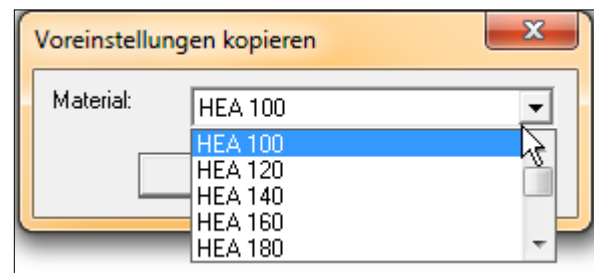 Voreinstellungen kopieren
Material: HEA 100
HEA 100
HEA 120
HEA 140
HEA 160
HEA 180